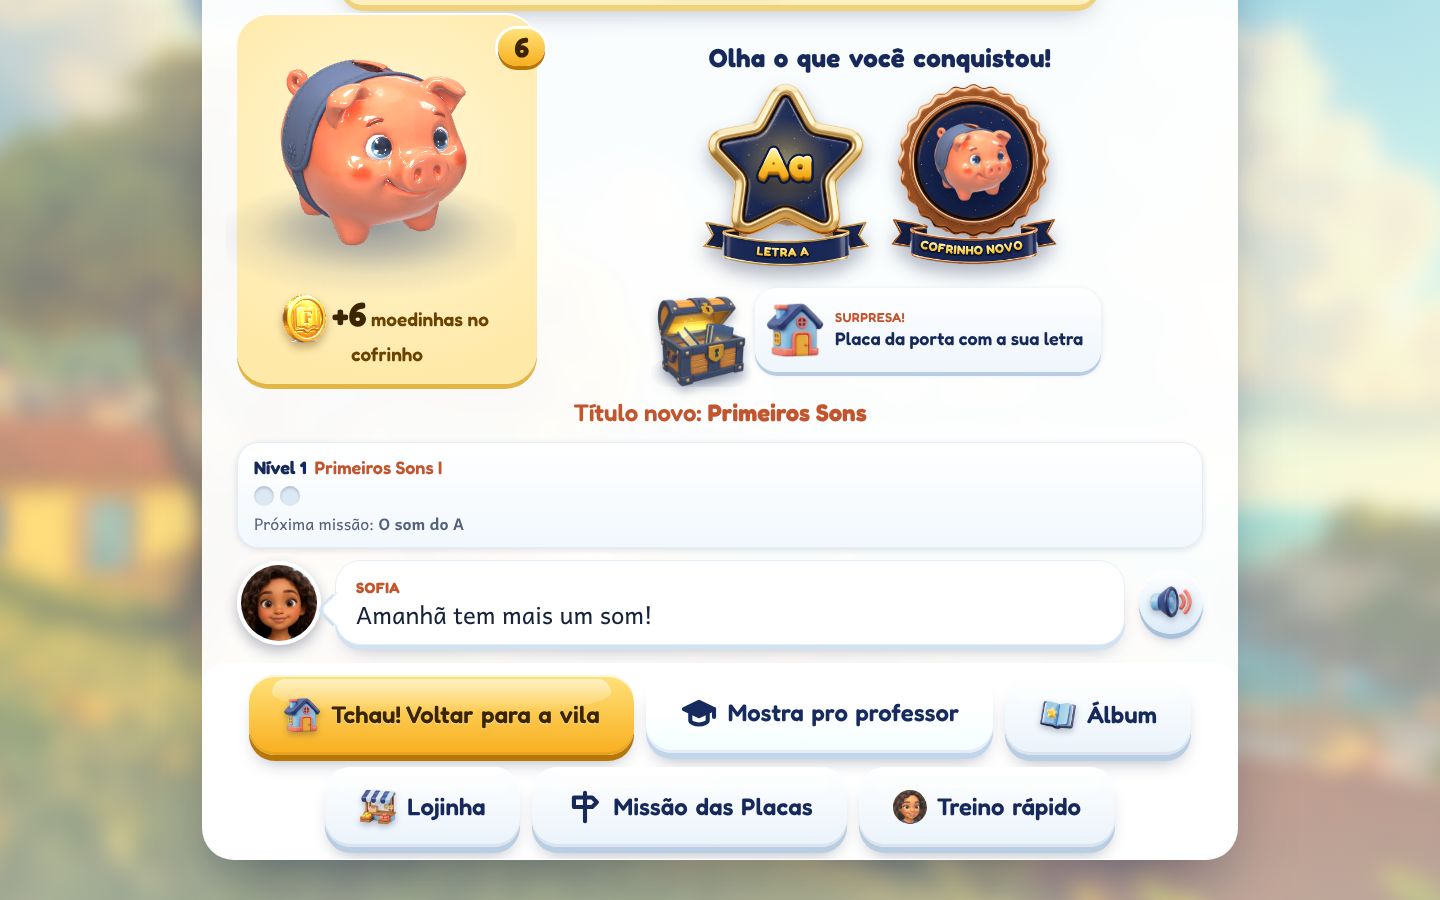 6
+6 moedinhas no
cofrinho
Olha o que você conquistou!
Aa
LETRA A
COFRINHO NOVO
F
SURPRESA!
Placa da porta com a sua letra
Título novo: Primeiros Sons
Nível 1 Primeiros Sons I
Próxima missão: O som do A
SOFIA
Amanhã tem mais um som!
Tchau! Voltar para a vila
Mostra pro professor
Álbum
Lojinha
Missão das Placas
Treino rápido